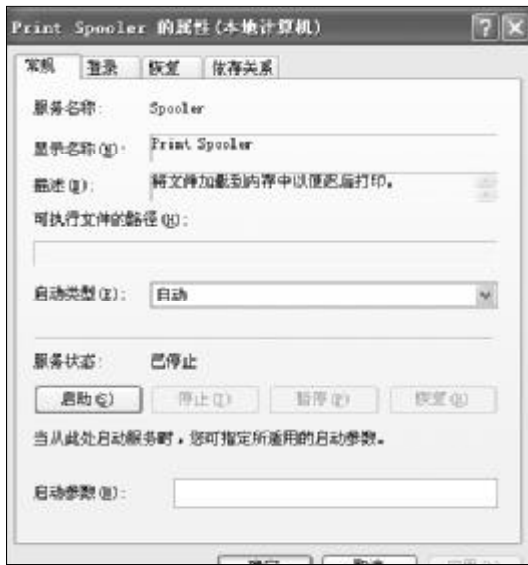 Print Spooler 的属性(本地计算机)
常规 登录 恢复 依存关系
服务名称: Spooler
显示名称(N): Print Spooler
描述(D): 将文件加载到内存中以便迟后打印。
可执行文件的路径(H):
启动类型(E): 自动
服务状态: 已停止
启动(S) 停止(T) 暂停(P) 恢复(R)
当从此处启动服务时，您可指定所适用的启动参数。
启动参数(M):
确定 取消